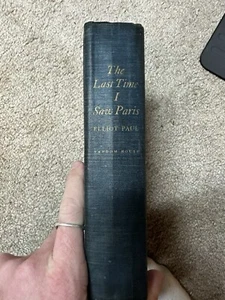 The
Last Time
I
Saw Paris
ELLIOT PAUL
RANDOM HOUSE